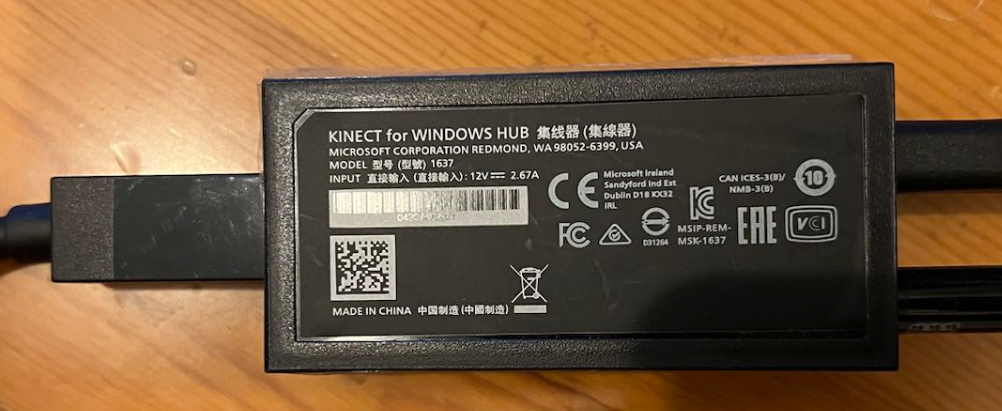 KINECT for WINDOWS HUB 集线器 (集線器)
MICROSOFT CORPORATION REDMOND, WA 98052-6399, USA
MODEL 型号 (型號) 1637
INPUT 直接输入 (直接輸入): 12V 2.67A
CE
Microsoft Ireland
Sandyford Ind Est
Dublin D18 KX32
IRL
CAN ICES-3(B)/
NMB-3(B)
10
FC
D31264
MSIP-REM-
MSK-1637
EAC
VCI
MADE IN CHINA 中国制造 (中國製造)